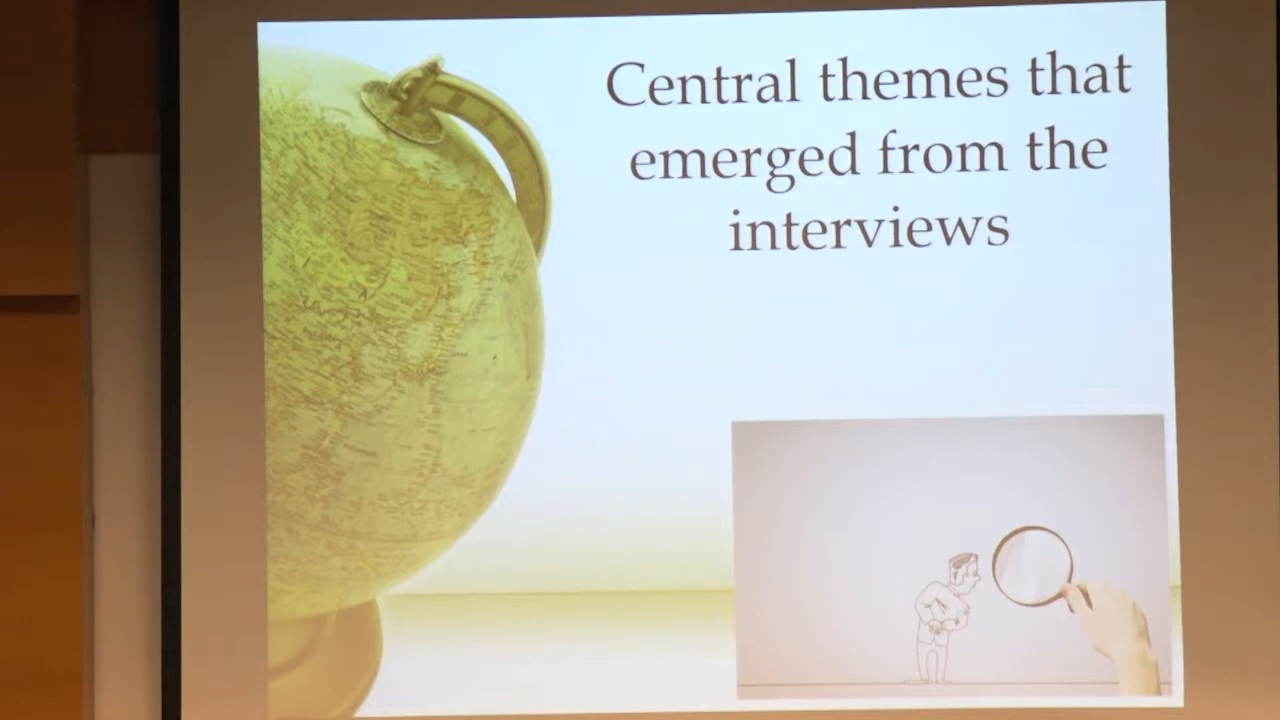 Central themes that
emerged from the
interviews